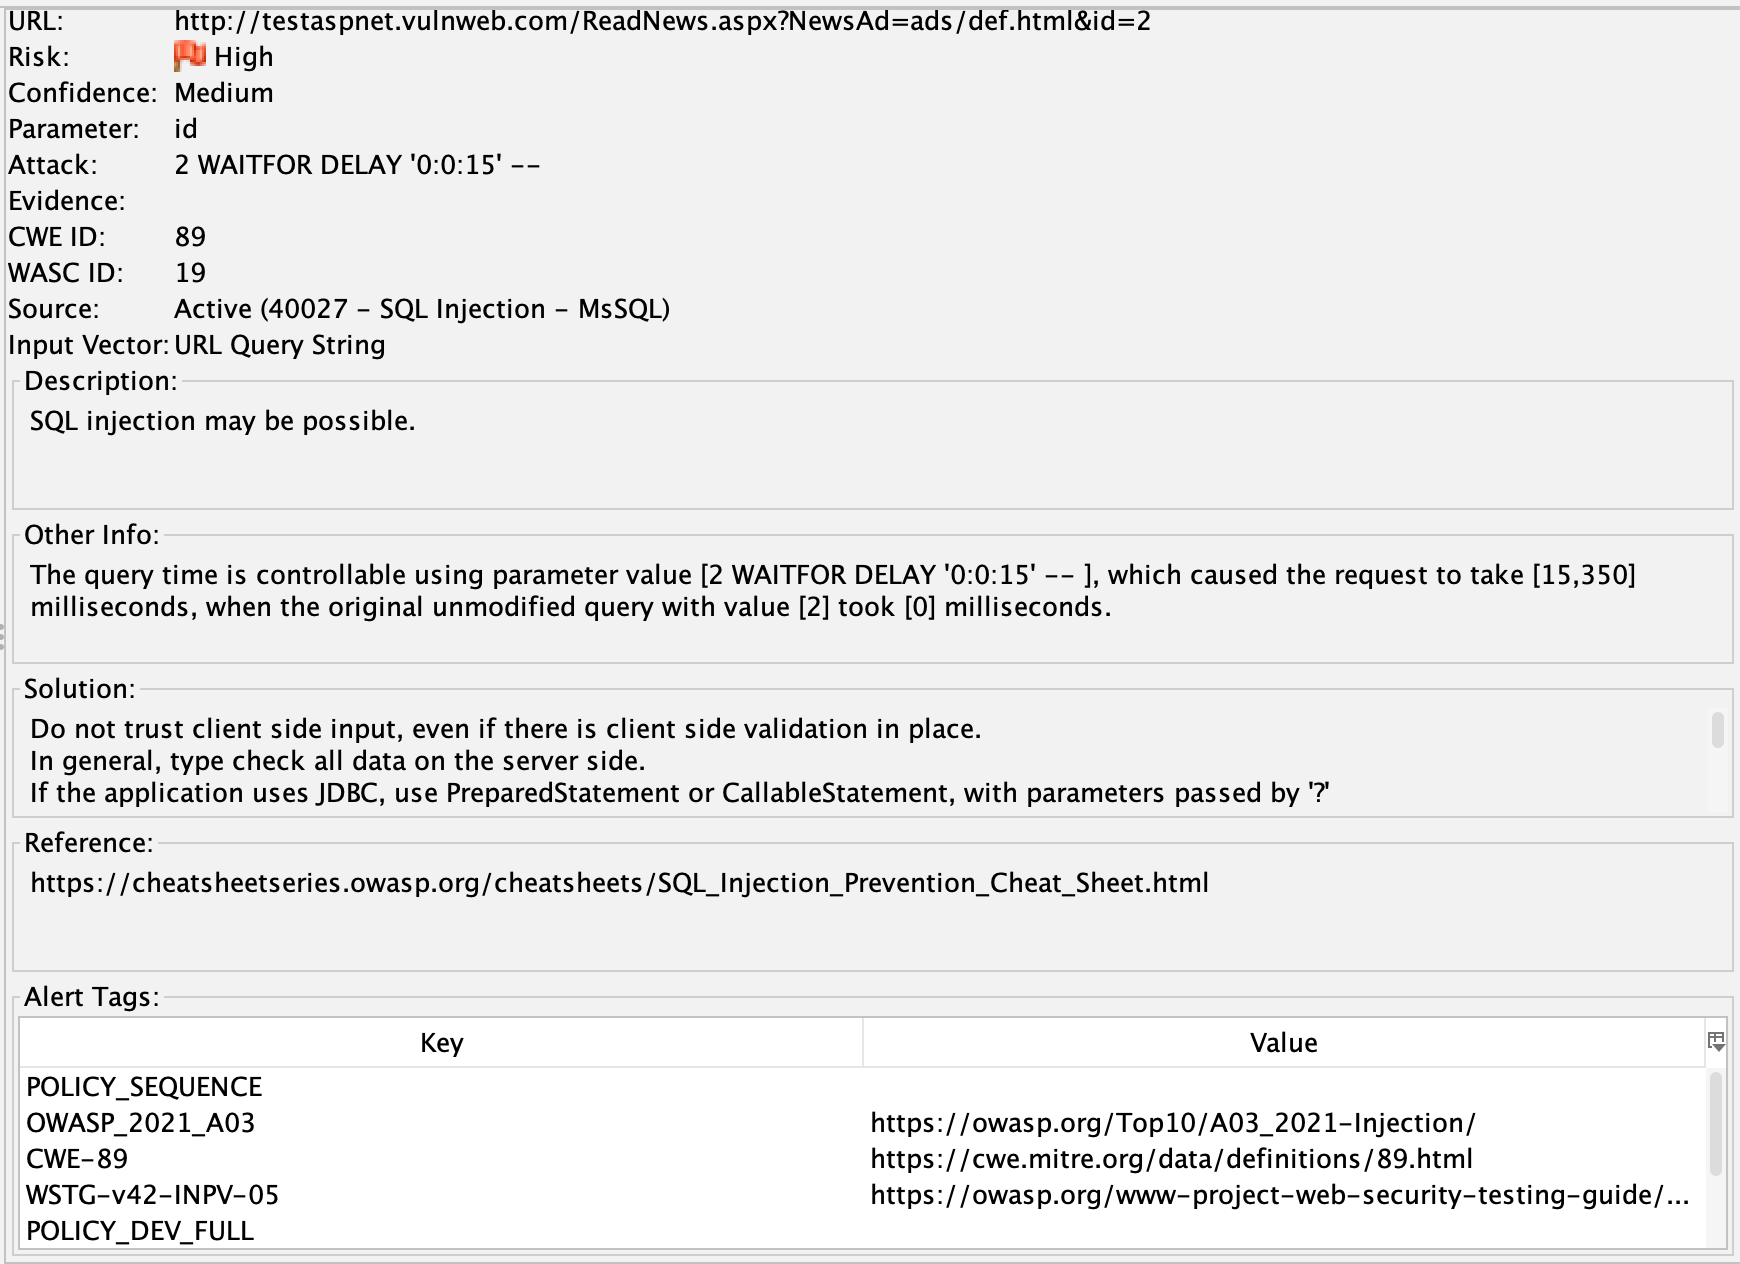 URL: http://testaspnet.vulnweb.com/ReadNews.aspx?NewsAd=ads/def.html&id=2
Risk: High
Confidence: Medium
Parameter: id
Attack: 2 WAITFOR DELAY '0:0:15' --
Evidence:
CWE ID: 89
WASC ID: 19
Source: Active (40027 - SQL Injection - MsSQL)
Input Vector: URL Query String
Description:
SQL injection may be possible.
Other Info:
The query time is controllable using parameter value [2 WAITFOR DELAY '0:0:15' -- ], which caused the request to take [15,350]
milliseconds, when the original unmodified query with value [2] took [0] milliseconds.
Solution:
Do not trust client side input, even if there is client side validation in place.
In general, type check all data on the server side.
If the application uses JDBC, use PreparedStatement or CallableStatement, with parameters passed by '?'
Reference:
https://cheatsheetseries.owasp.org/cheatsheets/SQL_Injection_Prevention_Cheat_Sheet.html
Alert Tags:
Key Value
POLICY_SEQUENCE
OWASP_2021_A03 https://owasp.org/Top10/A03_2021-Injection/
CWE-89 https://cwe.mitre.org/data/definitions/89.html
WSTG-v42-INPV-05 https://owasp.org/www-project-web-security-testing-guide/...
POLICY_DEV_FULL